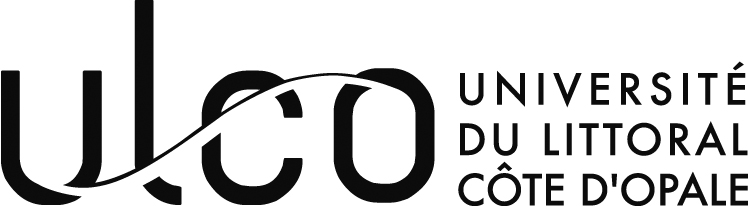 ulco
UNIVERSITÉ
DU LITTORAL
CÔTE D'OPALE